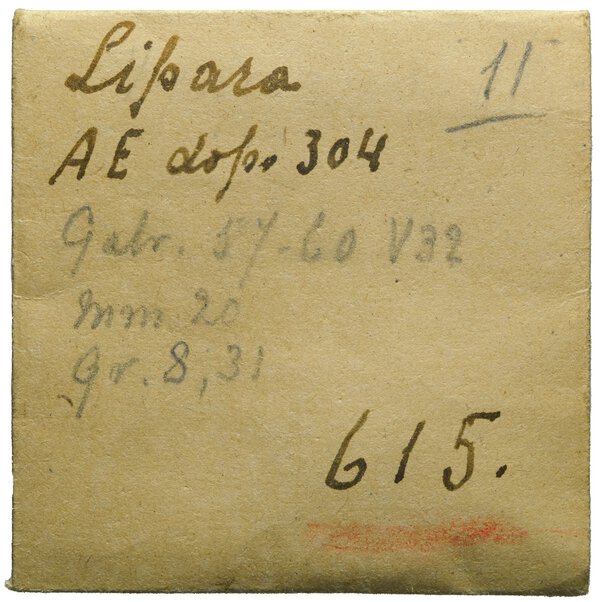 Lipara
11
AE dop. 304
Gabr. 57-60 V32
mm 20
gr. 8,31
615.